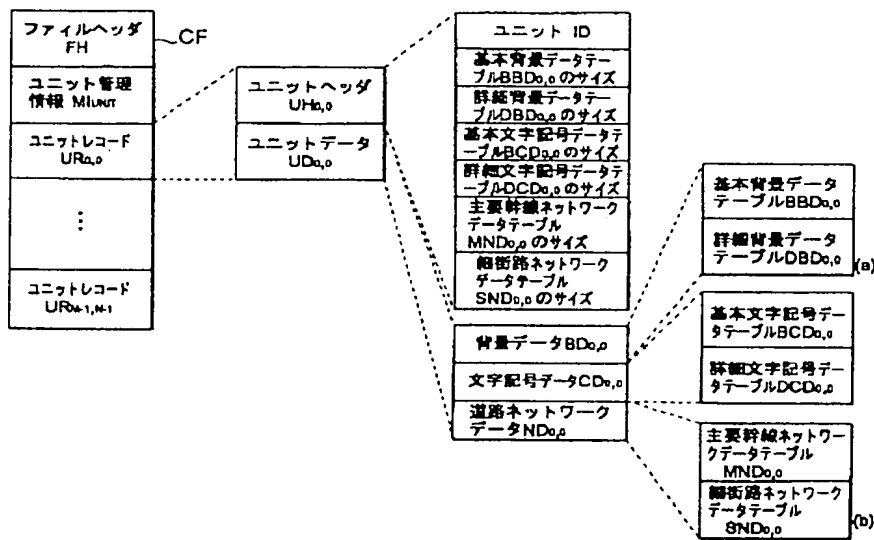 ファイルヘッダ
FH
CF
ユニット管理
情報 MIUNIT
ユニットレコード
UR0,0
⋮
ユニットレコード
URM-1,N-1
ユニットヘッダ
UH0,0
ユニットデータ
UD0,0
ユニット ID
基本背景データテー
ブルBBD0,0 のサイズ
詳細背景データテー
ブルDBD0,0 のサイズ
基本文字記号データテ
ーブルBCD0,0 のサイズ
詳細文字記号データテ
ーブルDCD0,0 のサイズ
主要幹線ネットワーク
データテーブル
MND0,0 のサイズ
細街路ネットワーク
データテーブル
SND0,0 のサイズ
背景データBD0,0
文字記号データCD0,0
道路ネットワーク
データND0,0
基本背景データ
テーブルBBD0,0
詳細背景データ
テーブルDBD0,0
(a)
基本文字記号デー
タテーブルBCD0,0
詳細文字記号デー
タテーブルDCD0,0
主要幹線ネットワー
クデータテーブル
MND0,0
細街路ネットワーク
データテーブル
SND0,0
(b)